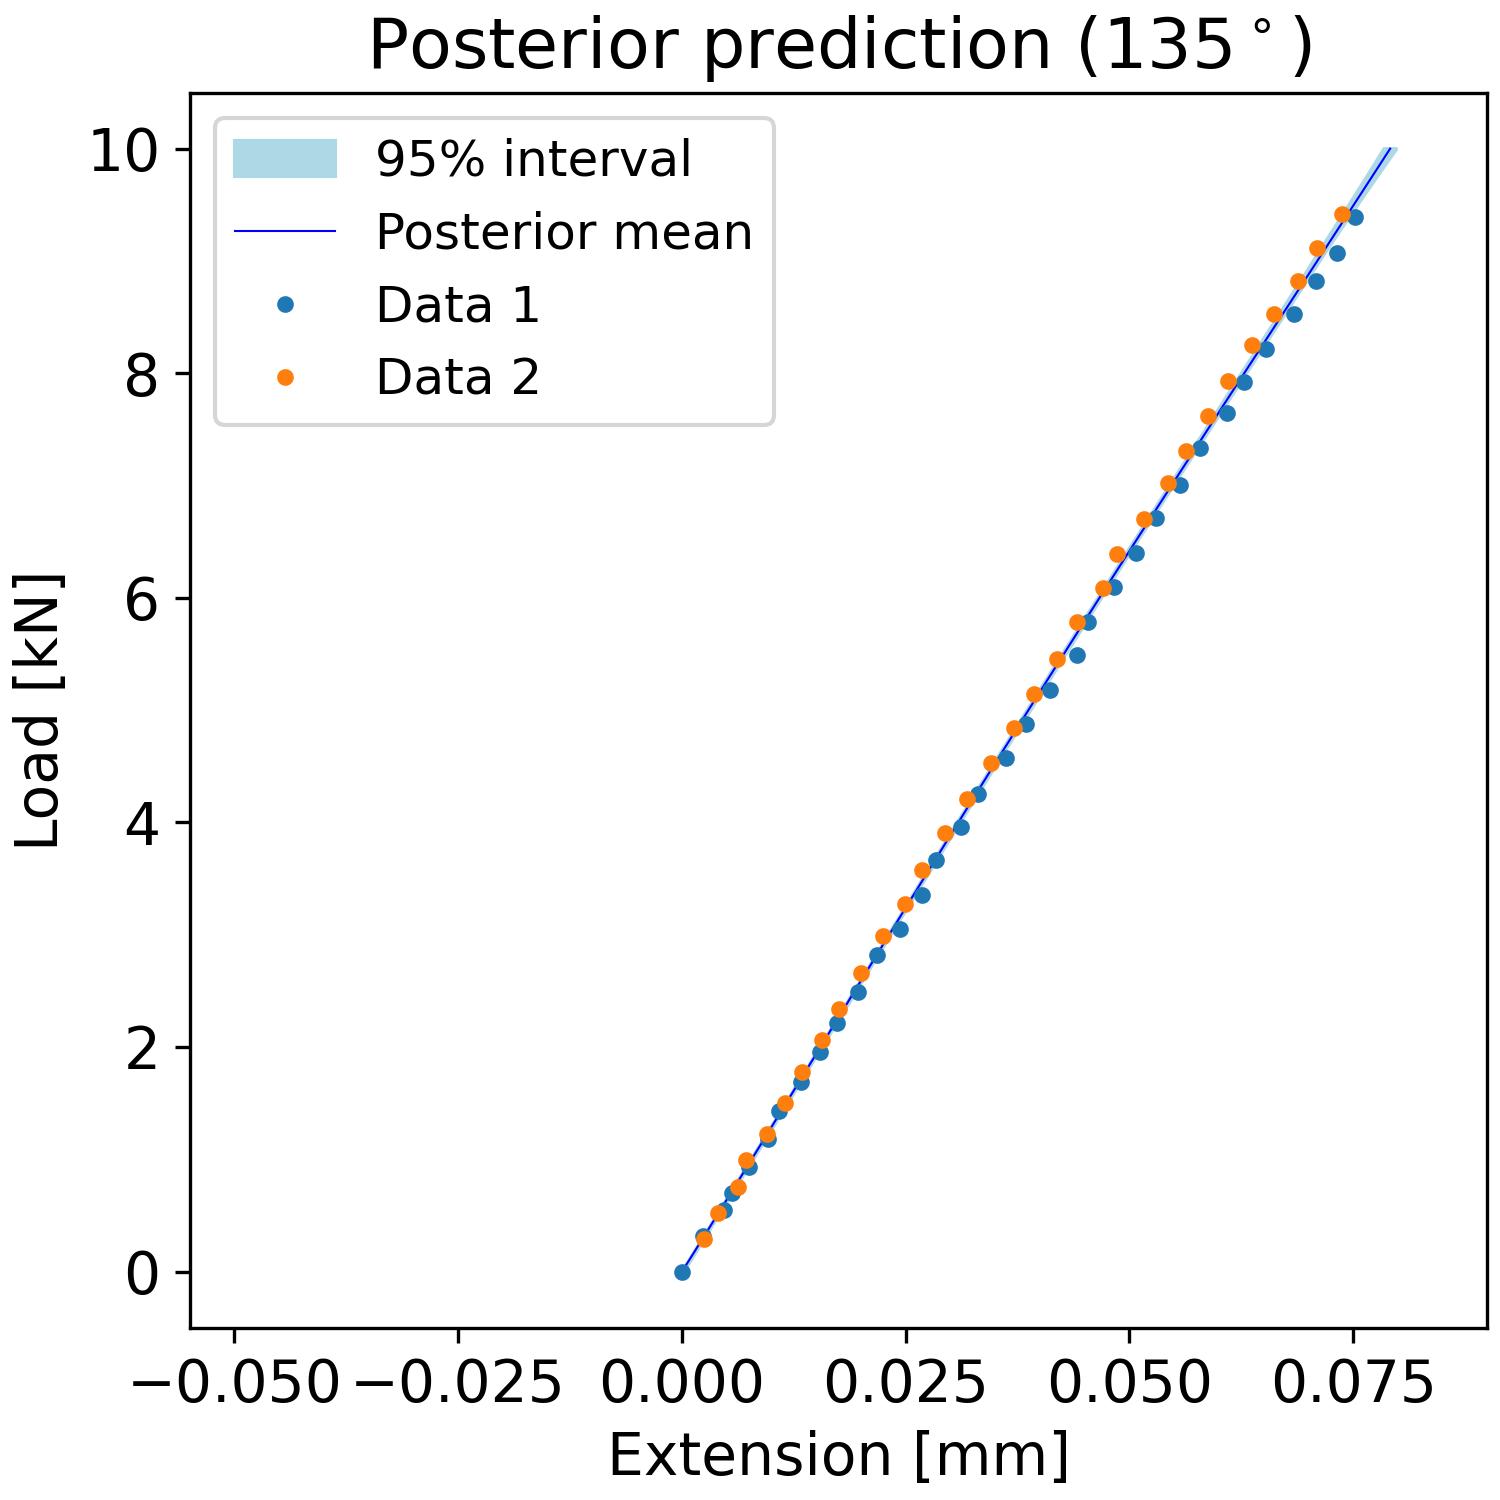 Posterior prediction (135°)
95% interval
Posterior mean
Data 1
Data 2
10
8
6
4
2
0
Load [kN]
−0.050 −0.025 0.000 0.025 0.050 0.075
Extension [mm]